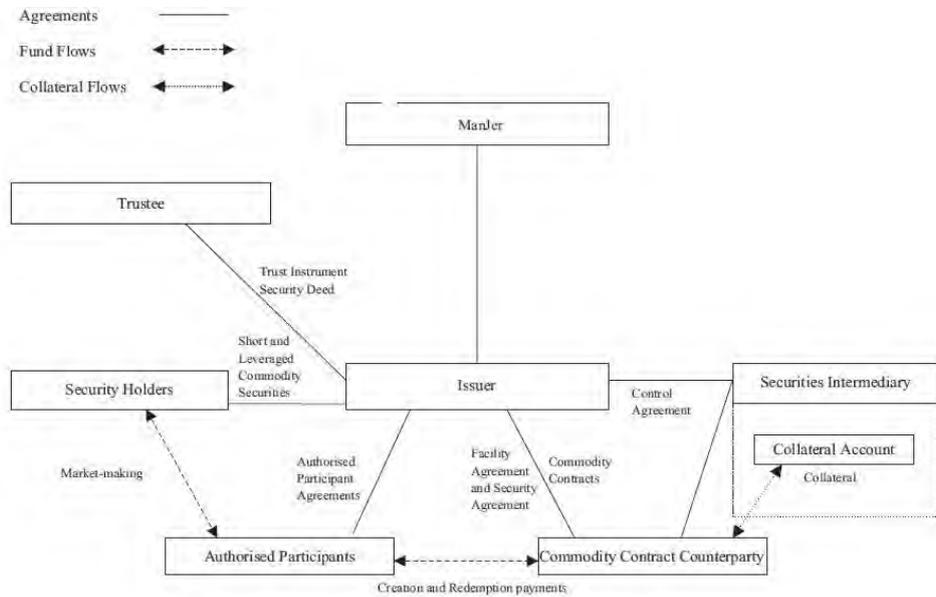 Agreements
Fund Flows
Collateral Flows
ManJer
Trustee
Trust Instrument
Security Deed
Short and
Leveraged
Commodity
Securities
Security Holders
Issuer
Securities Intermediary
Control
Agreement
Collateral Account
Collateral
Market-making
Authorised
Participant
Agreements
Facility
Agreement
and Security
Agreement
Commodity
Contracts
Authorised Participants
Commodity Contract Counterparty
Creation and Redemption payments